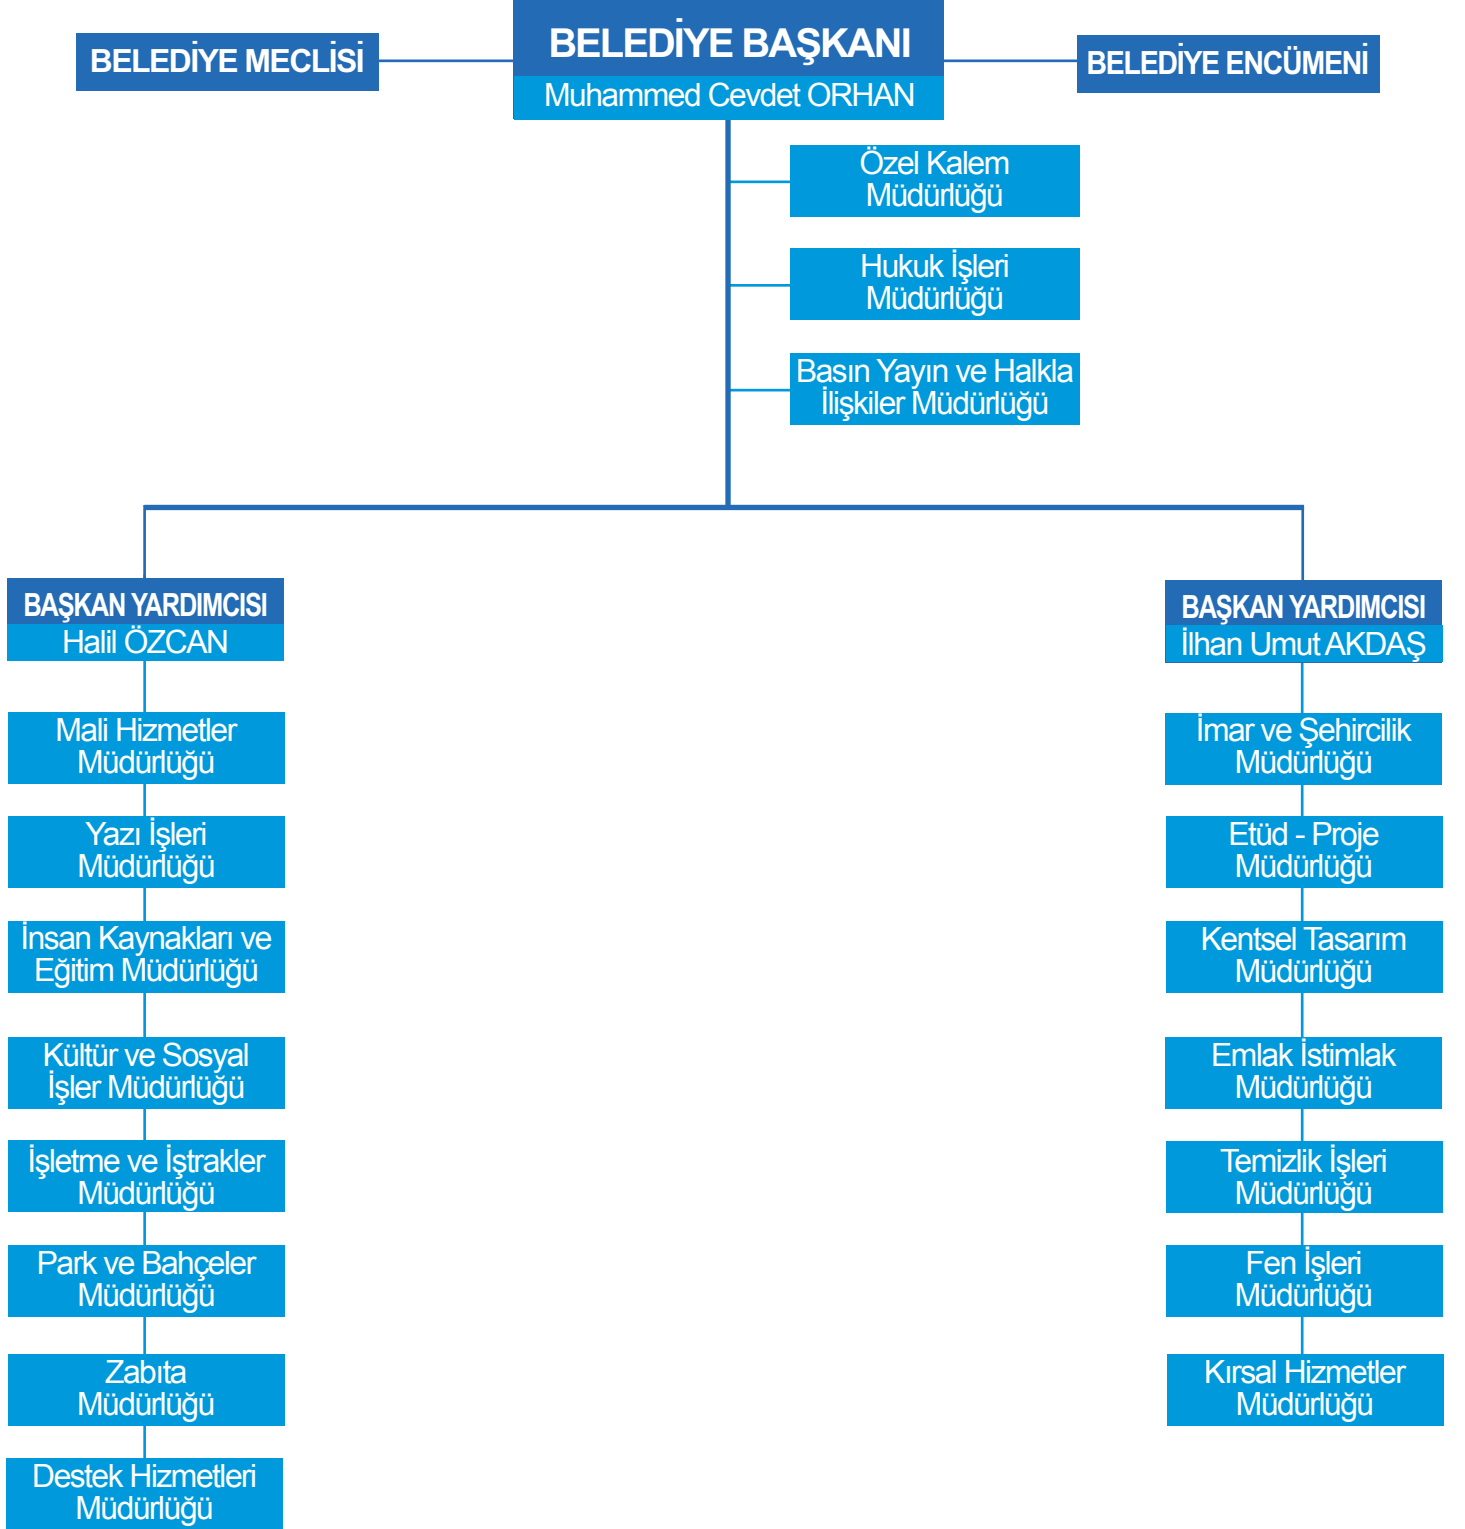 BELEDİYE MECLİSİ
BELEDİYE BAŞKANI
Muhammed Cevdet ORHAN
BELEDİYE ENCÜMENİ
Özel Kalem
Müdürlüğü
Hukuk İşleri
Müdürlüğü
Basın Yayın ve Halkla
İlişkiler Müdürlüğü
BAŞKAN YARDIMCISI
Halil ÖZCAN
Mali Hizmetler
Müdürlüğü
Yazı İşleri
Müdürlüğü
İnsan Kaynakları ve
Eğitim Müdürlüğü
Kültür ve Sosyal
İşler Müdürlüğü
İşletme ve İştrakler
Müdürlüğü
Park ve Bahçeler
Müdürlüğü
Zabıta
Müdürlüğü
Destek Hizmetleri
Müdürlüğü
BAŞKAN YARDIMCISI
İlhan Umut AKDAŞ
İmar ve Şehircilik
Müdürlüğü
Etüd - Proje
Müdürlüğü
Kentsel Tasarım
Müdürlüğü
Emlak İstimlak
Müdürlüğü
Temizlik İşleri
Müdürlüğü
Fen İşleri
Müdürlüğü
Kırsal Hizmetler
Müdürlüğü